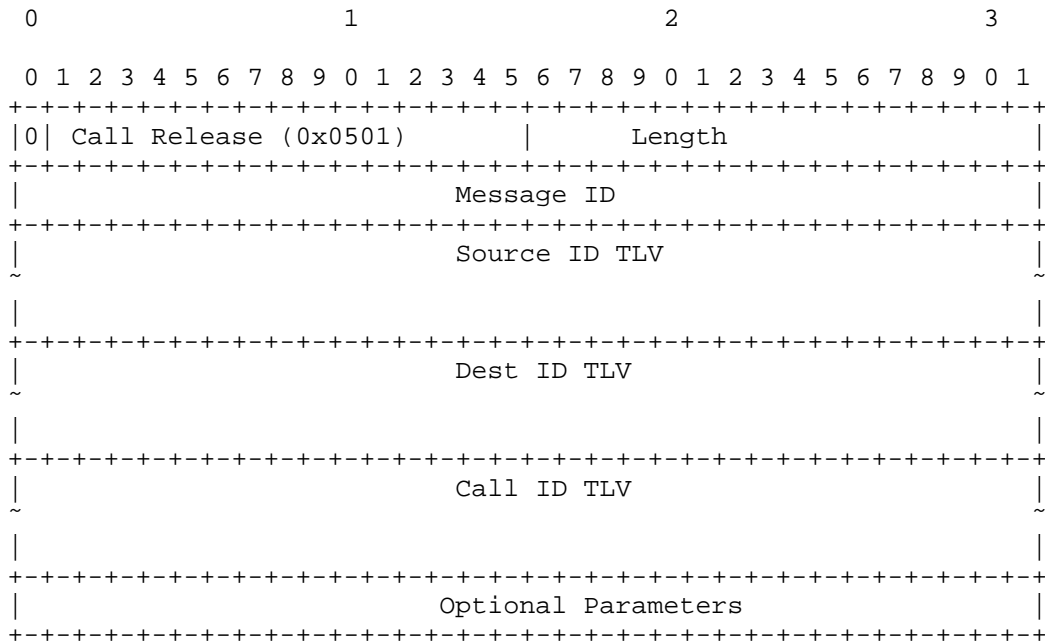 0 1 2 3
0 1 2 3 4 5 6 7 8 9 0 1 2 3 4 5 6 7 8 9 0 1 2 3 4 5 6 7 8 9 0 1
+-+-+-+-+-+-+-+-+-+-+-+-+-+-+-+-+-+-+-+-+-+-+-+-+-+-+-+-+-+-+-+-+
|0| Call Release (0x0501) | Length |
+-+-+-+-+-+-+-+-+-+-+-+-+-+-+-+-+-+-+-+-+-+-+-+-+-+-+-+-+-+-+-+-+
| Message ID |
+-+-+-+-+-+-+-+-+-+-+-+-+-+-+-+-+-+-+-+-+-+-+-+-+-+-+-+-+-+-+-+-+
| Source ID TLV |
~ ~
| |
+-+-+-+-+-+-+-+-+-+-+-+-+-+-+-+-+-+-+-+-+-+-+-+-+-+-+-+-+-+-+-+-+
| Dest ID TLV |
~ ~
| |
+-+-+-+-+-+-+-+-+-+-+-+-+-+-+-+-+-+-+-+-+-+-+-+-+-+-+-+-+-+-+-+-+
| Call ID TLV |
~ ~
| |
+-+-+-+-+-+-+-+-+-+-+-+-+-+-+-+-+-+-+-+-+-+-+-+-+-+-+-+-+-+-+-+-+
| Optional Parameters |
+-+-+-+-+-+-+-+-+-+-+-+-+-+-+-+-+-+-+-+-+-+-+-+-+-+-+-+-+-+-+-+-+